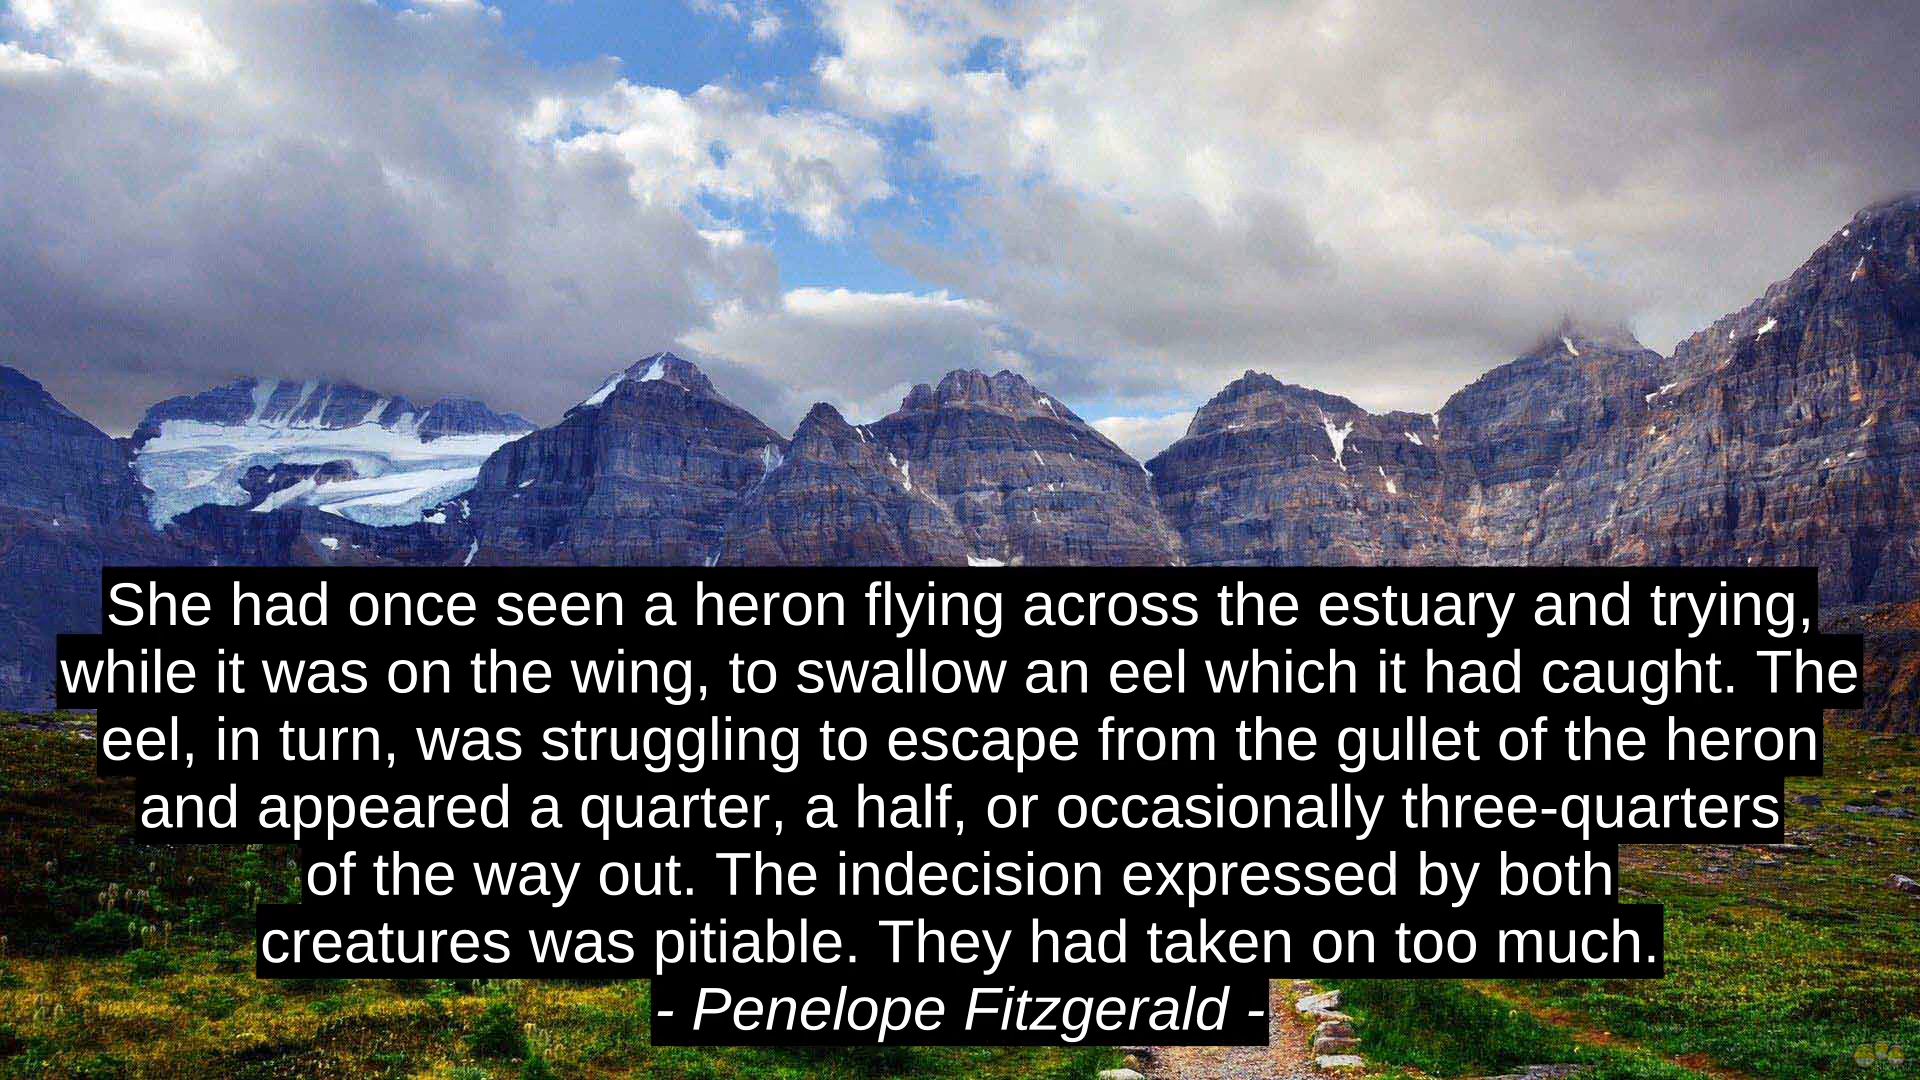 She had once seen a heron flying across the estuary and trying,
while it was on the wing, to swallow an eel which it had caught. The
eel, in turn, was struggling to escape from the gullet of the heron
and appeared a quarter, a half, or occasionally three-quarters
of the way out. The indecision expressed by both
creatures was pitiable. They had taken on too much.
- Penelope Fitzgerald -